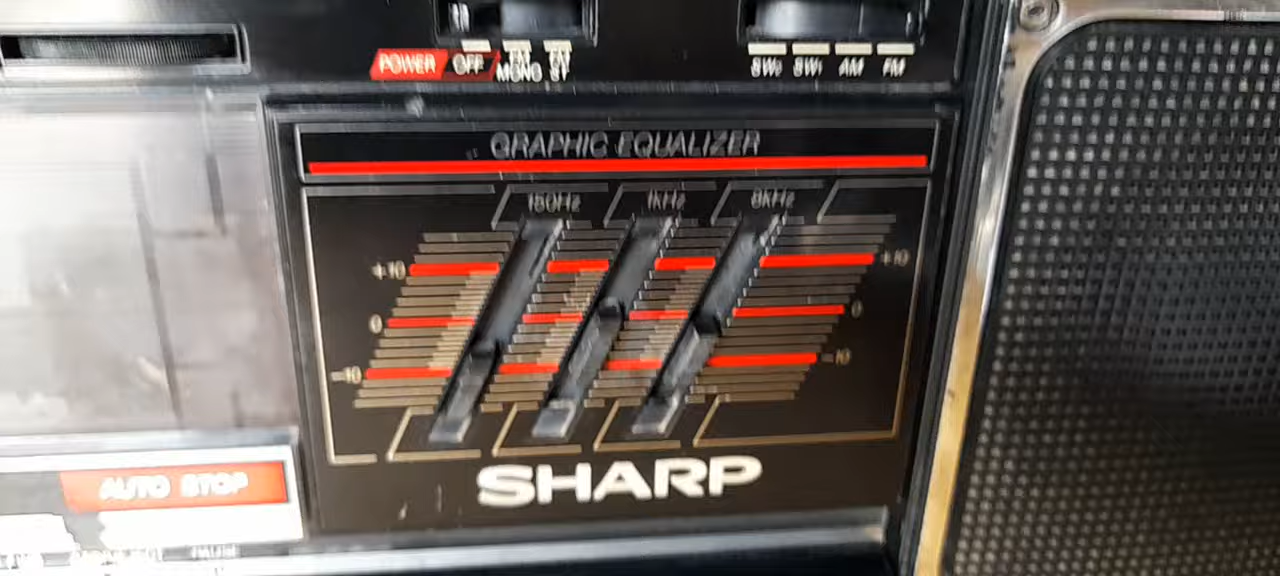 POWER OFF FM MONO FM ST
SW2 SW1 AM FM
GRAPHIC EQUALIZER
150Hz 1KHz 8KHz
+10 +10
0 0
-10 -10
SHARP
AUTO STOP
PAUSE